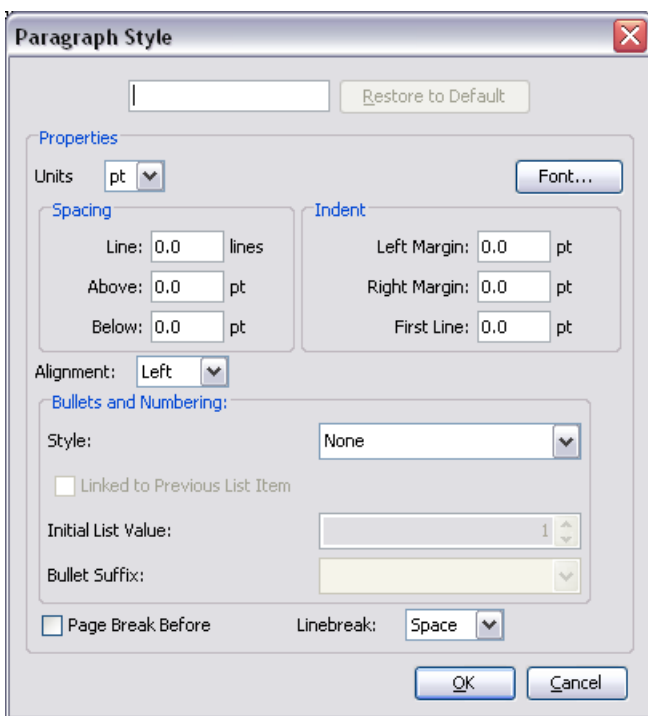 Paragraph Style
Restore to Default
Properties
Units pt Font...
Spacing Indent
Line: 0.0 lines Left Margin: 0.0 pt
Above: 0.0 pt Right Margin: 0.0 pt
Below: 0.0 pt First Line: 0.0 pt
Alignment: Left
Bullets and Numbering:
Style: None
Linked to Previous List Item
Initial List Value: 1
Bullet Suffix:
Page Break Before Linebreak: Space
OK Cancel